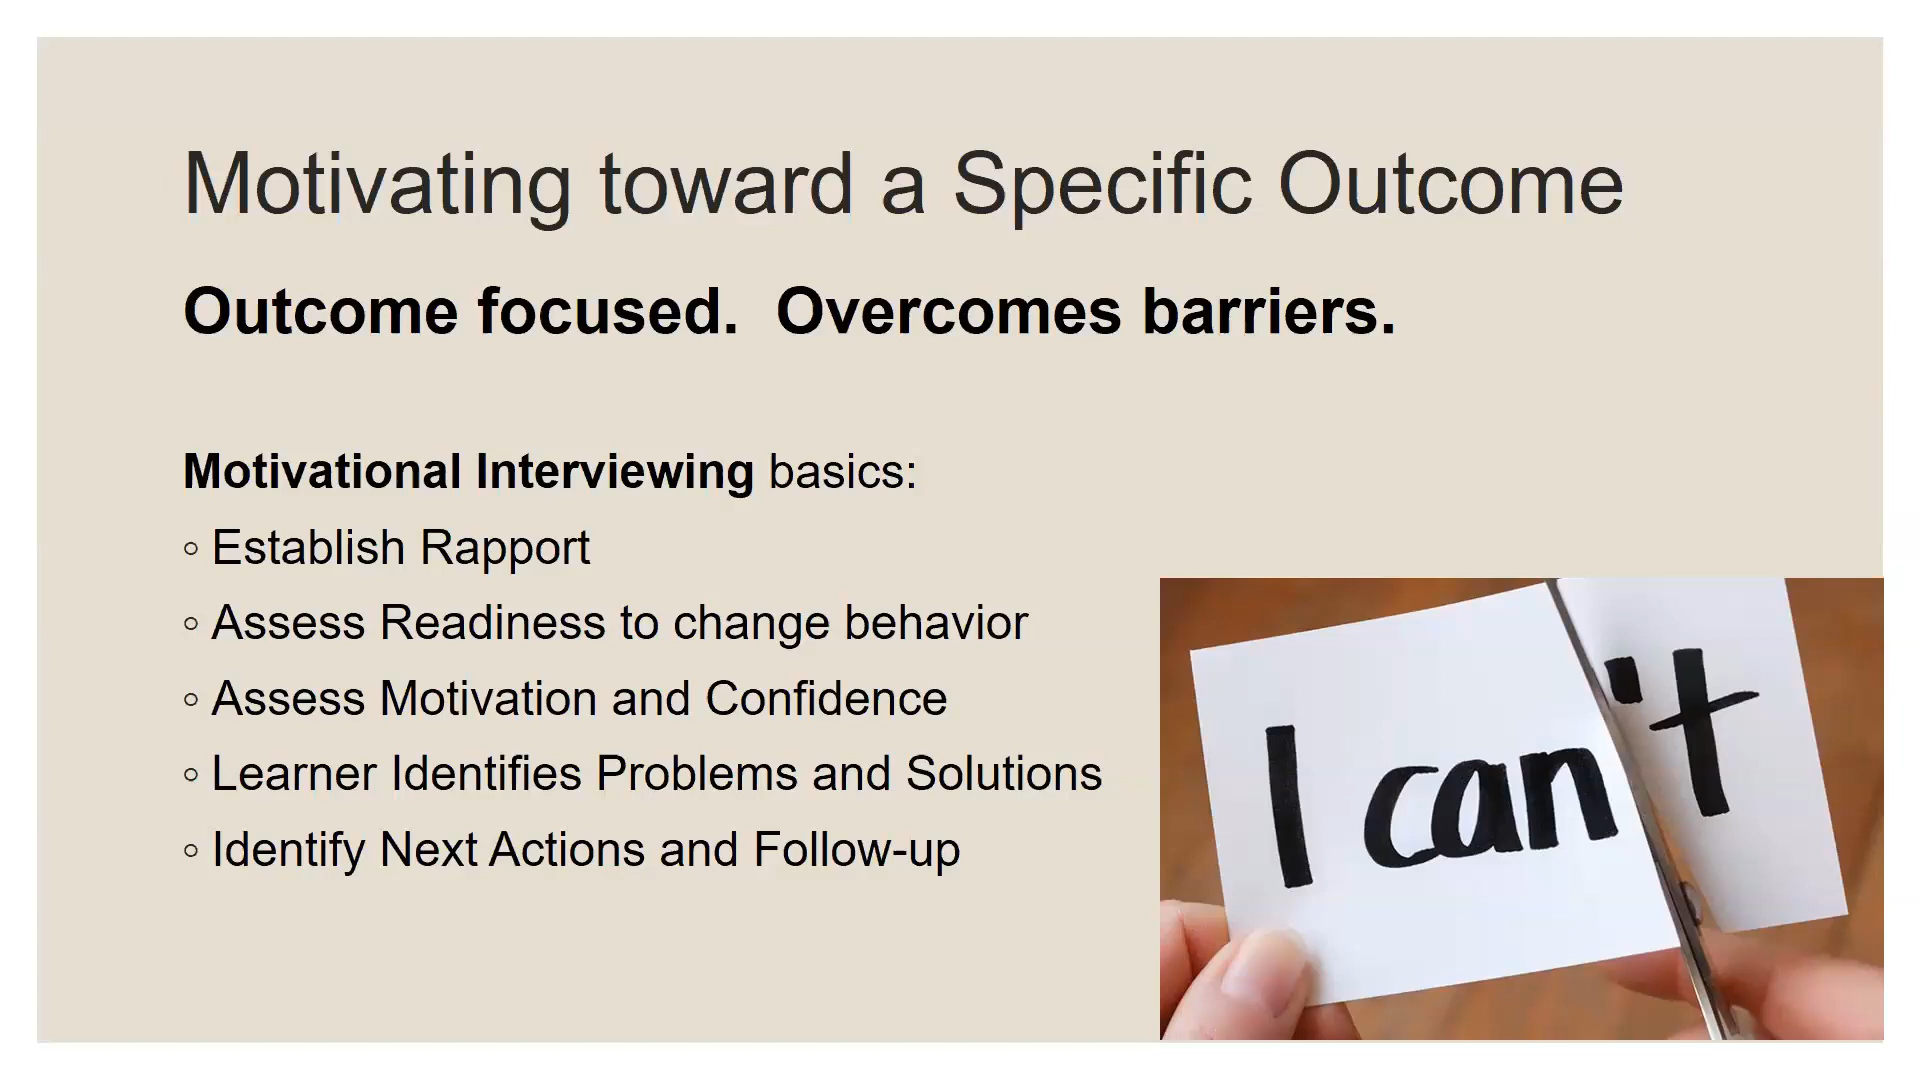 Motivating toward a Specific Outcome
Outcome focused.  Overcomes barriers.
Motivational Interviewing basics:
◦ Establish Rapport
◦ Assess Readiness to change behavior
◦ Assess Motivation and Confidence
◦ Learner Identifies Problems and Solutions
◦ Identify Next Actions and Follow-up
I can't